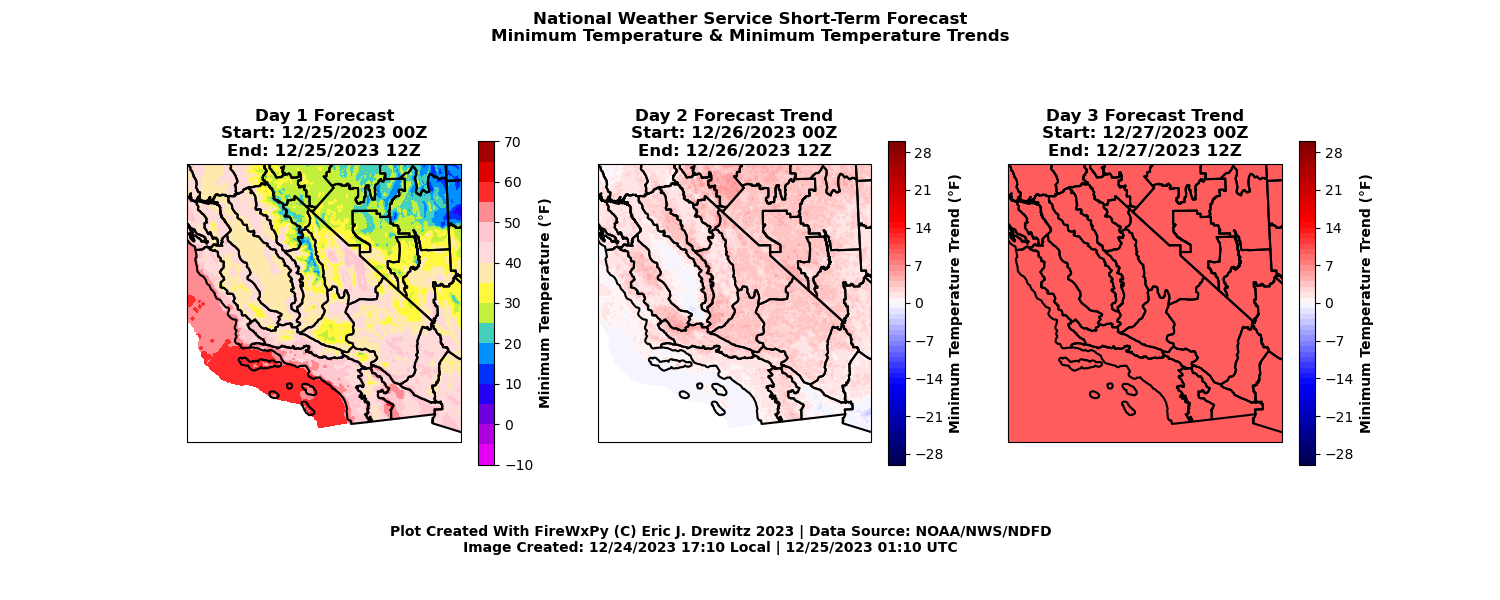 National Weather Service Short-Term Forecast
Minimum Temperature & Minimum Temperature Trends
Day 1 Forecast
Start: 12/25/2023 00Z
End: 12/25/2023 12Z
70
60
50
40
30
20
10
0
−10
Minimum Temperature (°F)
Day 2 Forecast Trend
Start: 12/26/2023 00Z
End: 12/26/2023 12Z
28
21
14
7
0
−7
−14
−21
−28
Minimum Temperature Trend (°F)
Day 3 Forecast Trend
Start: 12/27/2023 00Z
End: 12/27/2023 12Z
28
21
14
7
0
−7
−14
−21
−28
Minimum Temperature Trend (°F)
Plot Created With FireWxPy (C) Eric J. Drewitz 2023 | Data Source: NOAA/NWS/NDFD
Image Created: 12/24/2023 17:10 Local | 12/25/2023 01:10 UTC